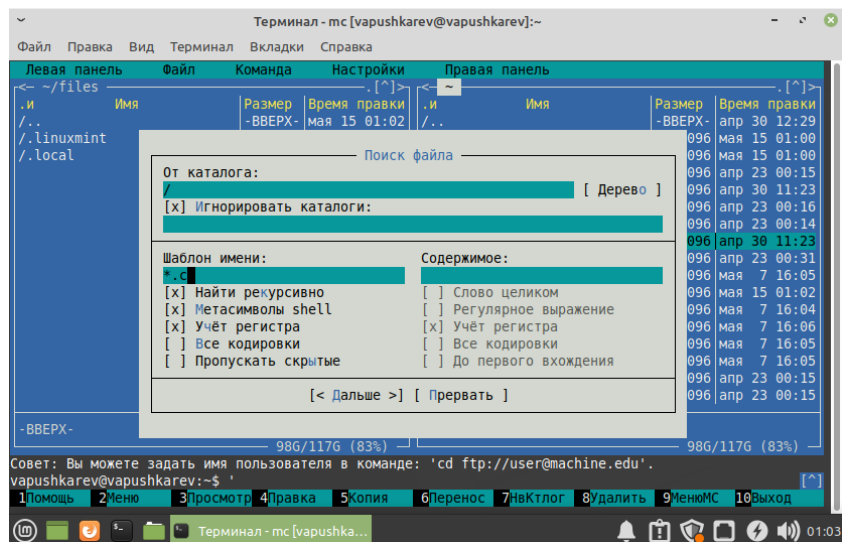 Терминал - mc [vapushkarev@vapushkarev]:~
Файл Правка Вид Терминал Вкладки Справка
Левая панель Файл Команда Настройки Правая панель
<- ~/files .[^]> <- ~ .[^]>
.и Имя Размер Время правки .и Имя Размер Время правки
/.. -ВВЕРХ- мая 15 01:02 /.. -ВВЕРХ- апр 30 12:29
/.linuxmint 096 мая 15 01:00
/.local 096 мая 15 01:00
Поиск файла
От каталога: 096 апр 23 00:15
/ [ Дерево ] 096 апр 30 11:23
[x] Игнорировать каталоги: 096 апр 23 00:16
096 апр 23 00:14
096 апр 30 11:23
Шаблон имени: Содержимое: 096 апр 23 00:31
*.c 096 мая 7 16:05
[x] Найти рекурсивно [ ] Слово целиком 096 мая 15 01:02
[x] Метасимволы shell [ ] Регулярное выражение 096 мая 7 16:04
[x] Учёт регистра [x] Учёт регистра 096 мая 7 16:06
[ ] Все кодировки [ ] Все кодировки 096 мая 7 16:05
[ ] Пропускать скрытые [ ] До первого вхождения 096 мая 7 16:05
096 апр 23 00:15
[< Дальше >] [ Прервать ] 096 апр 23 00:15
-ВВЕРХ-
98G/117G (83%) 98G/117G (83%)
Совет: Вы можете задать имя пользователя в команде: 'cd ftp://user@machine.edu'.
vapushkarev@vapushkarev:~$ ' [^]
1Помощь 2Меню 3Просмотр 4Правка 5Копия 6Перенос 7НвКтлог 8Удалить 9МенюМС 10Выход
Терминал - mc [vapushka... 01:03